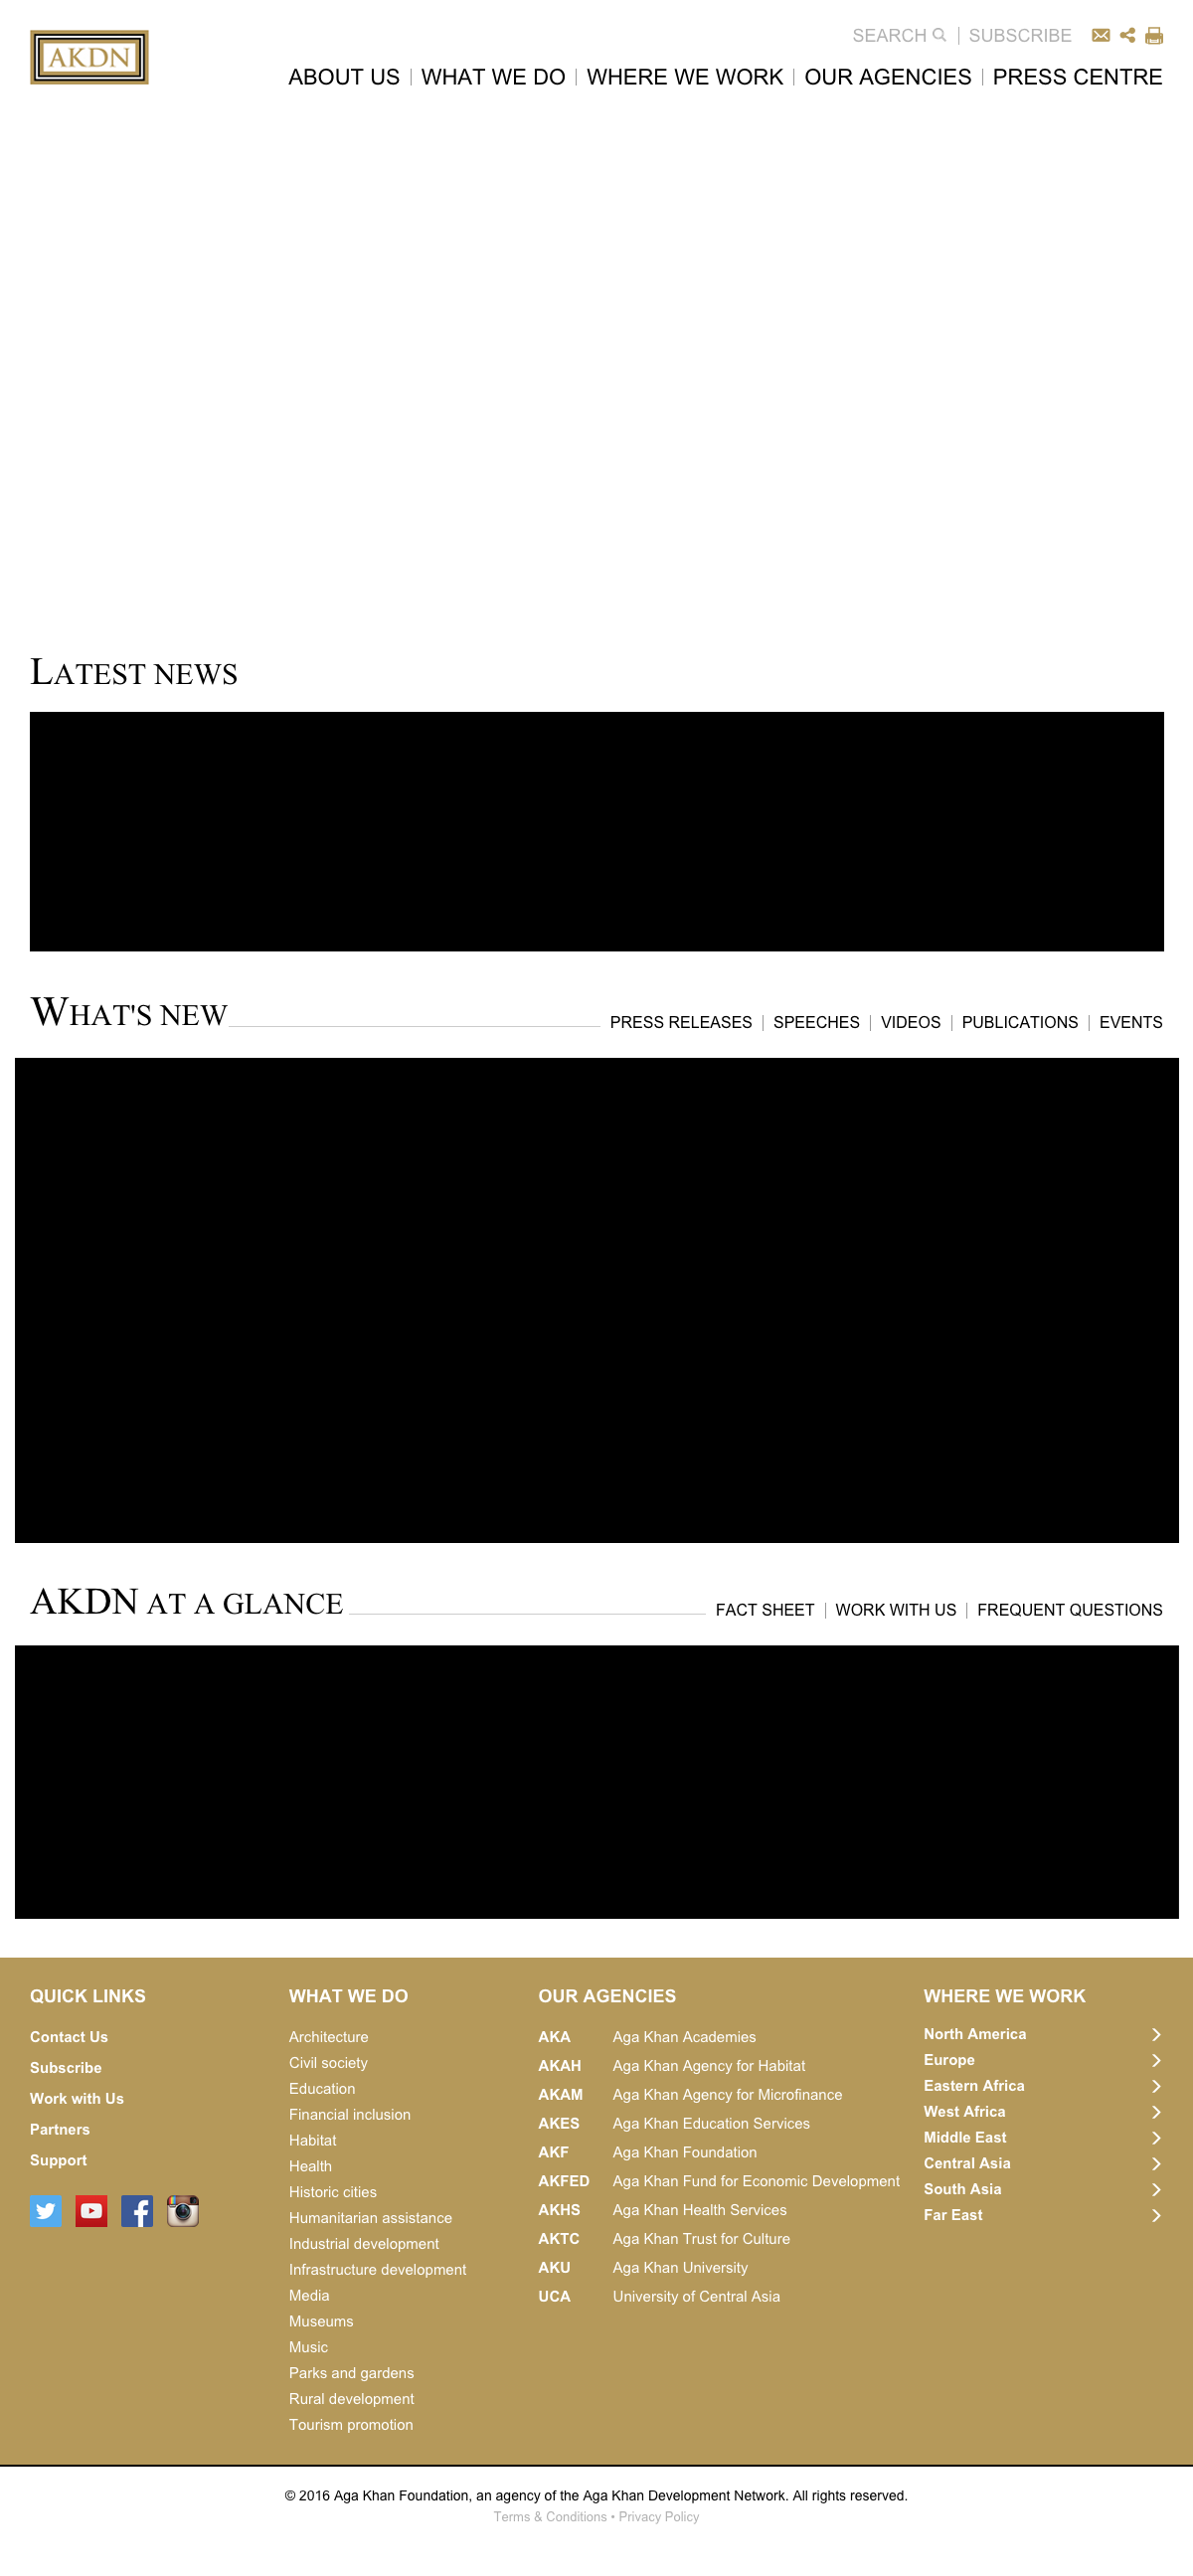 AKDN
SEARCH | SUBSCRIBE
ABOUT US | WHAT WE DO | WHERE WE WORK | OUR AGENCIES | PRESS CENTRE
LATEST NEWS
WHAT'S NEW
PRESS RELEASES | SPEECHES | VIDEOS | PUBLICATIONS | EVENTS
AKDN AT A GLANCE
FACT SHEET | WORK WITH US | FREQUENT QUESTIONS
QUICK LINKS
Contact Us
Subscribe
Work with Us
Partners
Support
WHAT WE DO
Architecture
Civil society
Education
Financial inclusion
Habitat
Health
Historic cities
Humanitarian assistance
Industrial development
Infrastructure development
Media
Museums
Music
Parks and gardens
Rural development
Tourism promotion
OUR AGENCIES
AKA Aga Khan Academies
AKAH Aga Khan Agency for Habitat
AKAM Aga Khan Agency for Microfinance
AKES Aga Khan Education Services
AKF Aga Khan Foundation
AKFED Aga Khan Fund for Economic Development
AKHS Aga Khan Health Services
AKTC Aga Khan Trust for Culture
AKU Aga Khan University
UCA University of Central Asia
WHERE WE WORK
North America
Europe
Eastern Africa
West Africa
Middle East
Central Asia
South Asia
Far East
© 2016 Aga Khan Foundation, an agency of the Aga Khan Development Network. All rights reserved.
Terms & Conditions • Privacy Policy